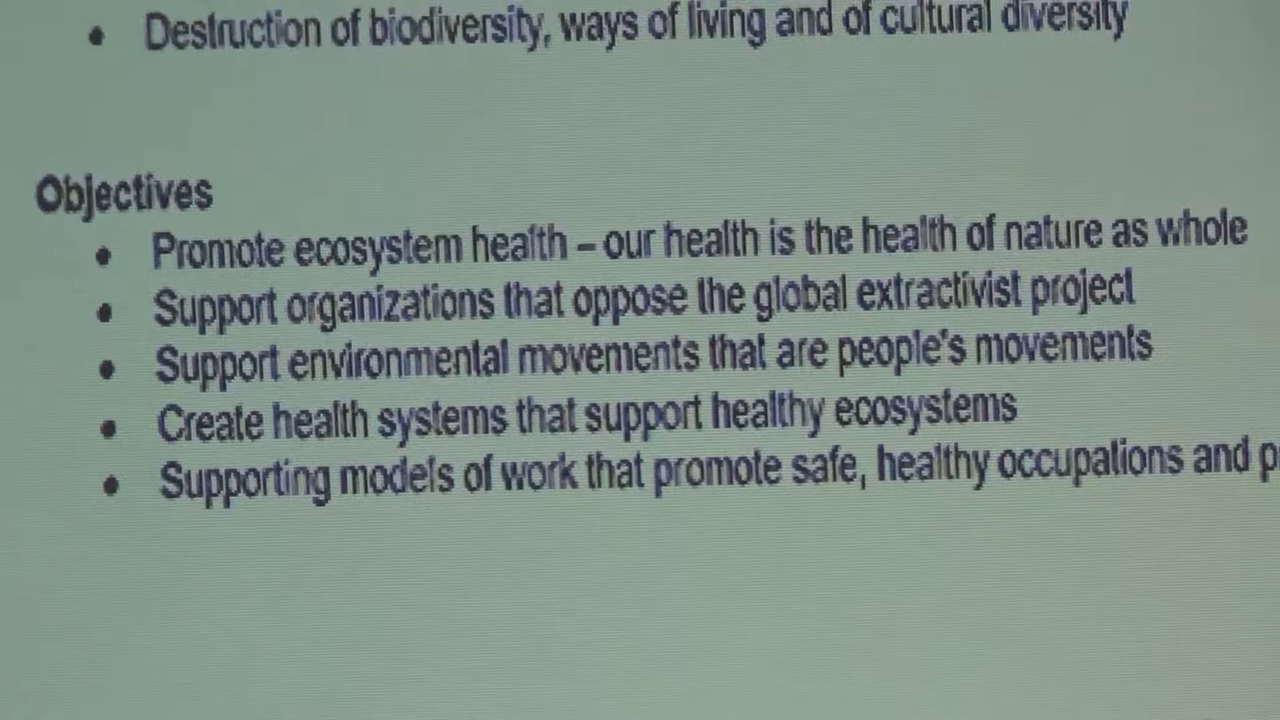 • Destruction of biodiversity, ways of living and of cultural diversity
Objectives
• Promote ecosystem health – our health is the health of nature as whole
• Support organizations that oppose the global extractivist project
• Support environmental movements that are people's movements
• Create health systems that support healthy ecosystems
• Supporting models of work that promote safe, healthy occupations and